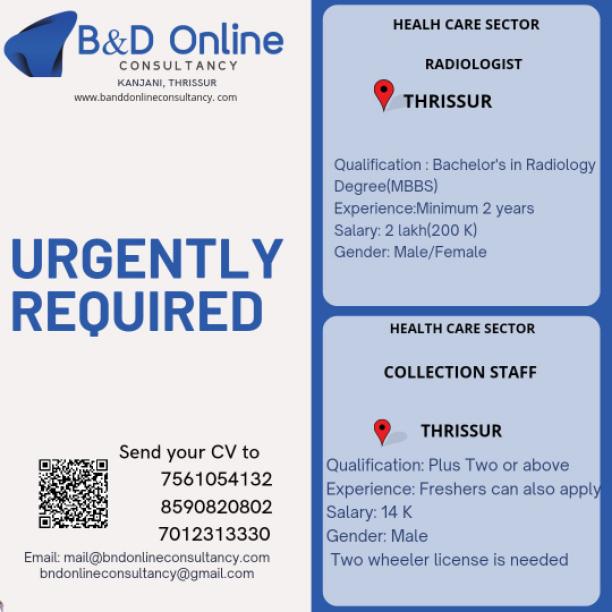 B&D Online
CONSULTANCY
KANJANI, THRISSUR
www.banddonlineconsultancy. com
URGENTLY
REQUIRED
Send your CV to
7561054132
8590820802
7012313330
Email: mail@bndonlineconsultancy.com
bndonlineconsultancy@gmail.com
HEALH CARE SECTOR
RADIOLOGIST
THRISSUR
Qualification : Bachelor's in Radiology
Degree(MBBS)
Experience:Minimum 2 years
Salary: 2 lakh(200 K)
Gender: Male/Female
HEALTH CARE SECTOR
COLLECTION STAFF
THRISSUR
Qualification: Plus Two or above
Experience: Freshers can also apply
Salary: 14 K
Gender: Male
Two wheeler license is needed